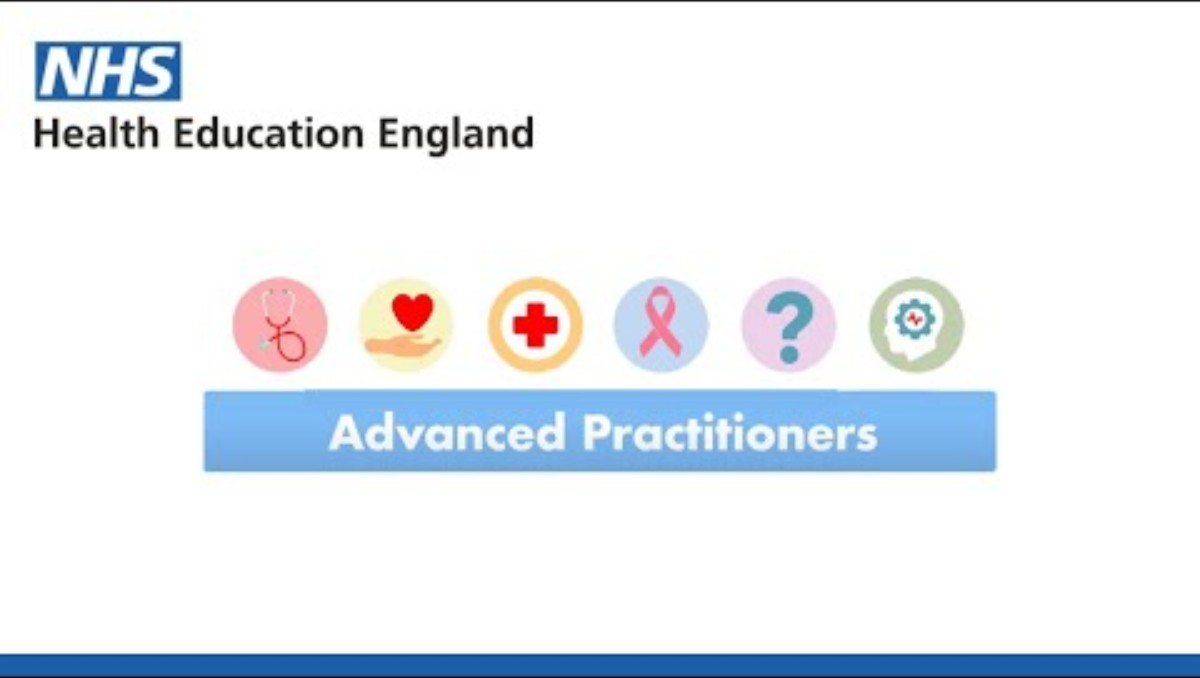 NHS
Health Education England
?
Advanced Practitioners